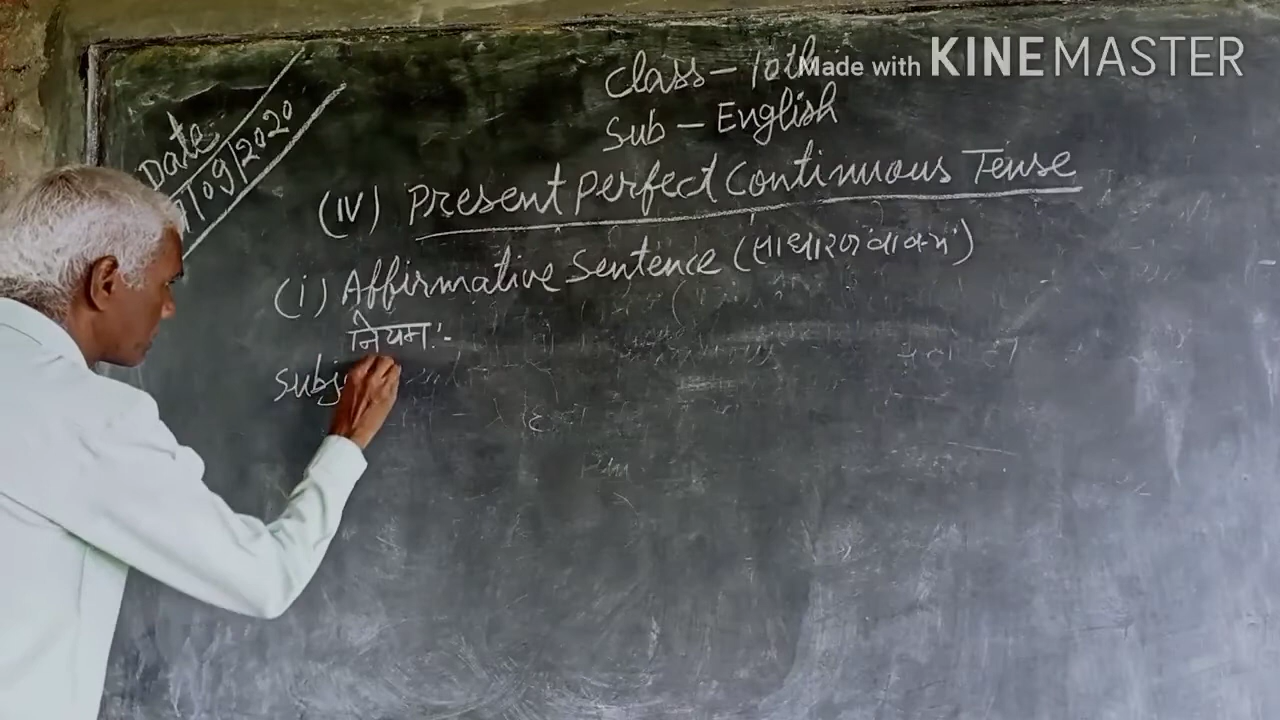 Made with KINEMASTER
Class - 10th
Sub - English
Date
09/2020
(IV) Present Perfect Continuous Tense
(i) Affirmative Sentence (साधारण वाक्य)
नियम:-
Subj